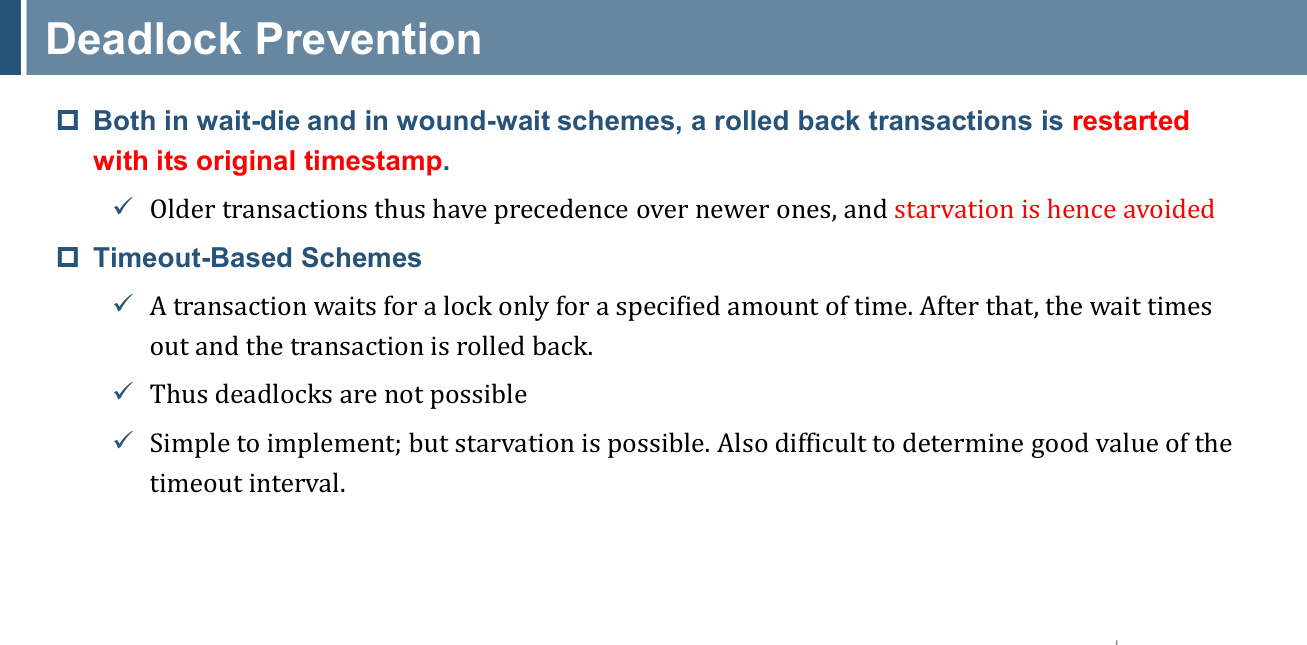 Deadlock Prevention
Both in wait-die and in wound-wait schemes, a rolled back transactions is restarted
with its original timestamp.
Older transactions thus have precedence over newer ones, and starvation is hence avoided
Timeout-Based Schemes
A transaction waits for a lock only for a specified amount of time. After that, the wait times
out and the transaction is rolled back.
Thus deadlocks are not possible
Simple to implement; but starvation is possible. Also difficult to determine good value of the
timeout interval.